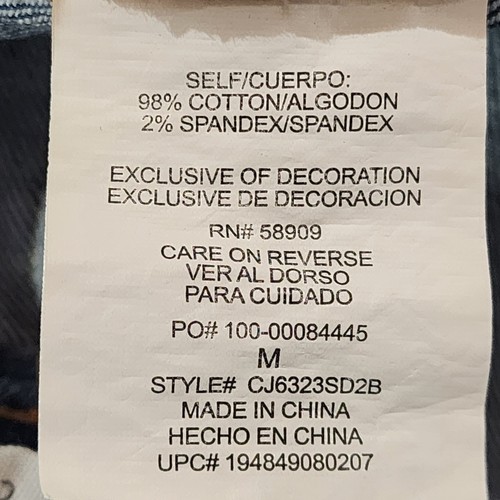 SELF/CUERPO:
98% COTTON/ALGODON
2% SPANDEX/SPANDEX
EXCLUSIVE OF DECORATION
EXCLUSIVE DE DECORACION
RN# 58909
CARE ON REVERSE
VER AL DORSO
PARA CUIDADO
PO# 100-00084445
M
STYLE# CJ6323SD2B
MADE IN CHINA
HECHO EN CHINA
UPC# 194849080207